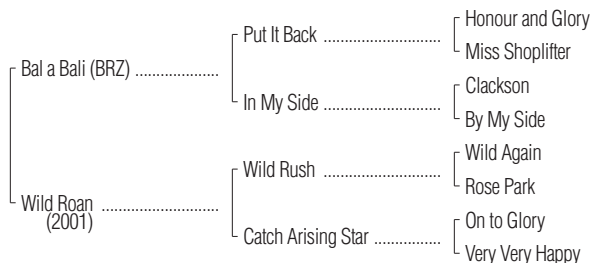 Honour and Glory
Put It Back ................................
Miss Shoplifter
Bal a Bali (BRZ) ......................
Clackson
In My Side ................................
By My Side
Wild Again
Wild Rush ................................
Rose Park
Wild Roan ................................
(2001)
On to Glory
Catch Arising Star ..................
Very Very Happy